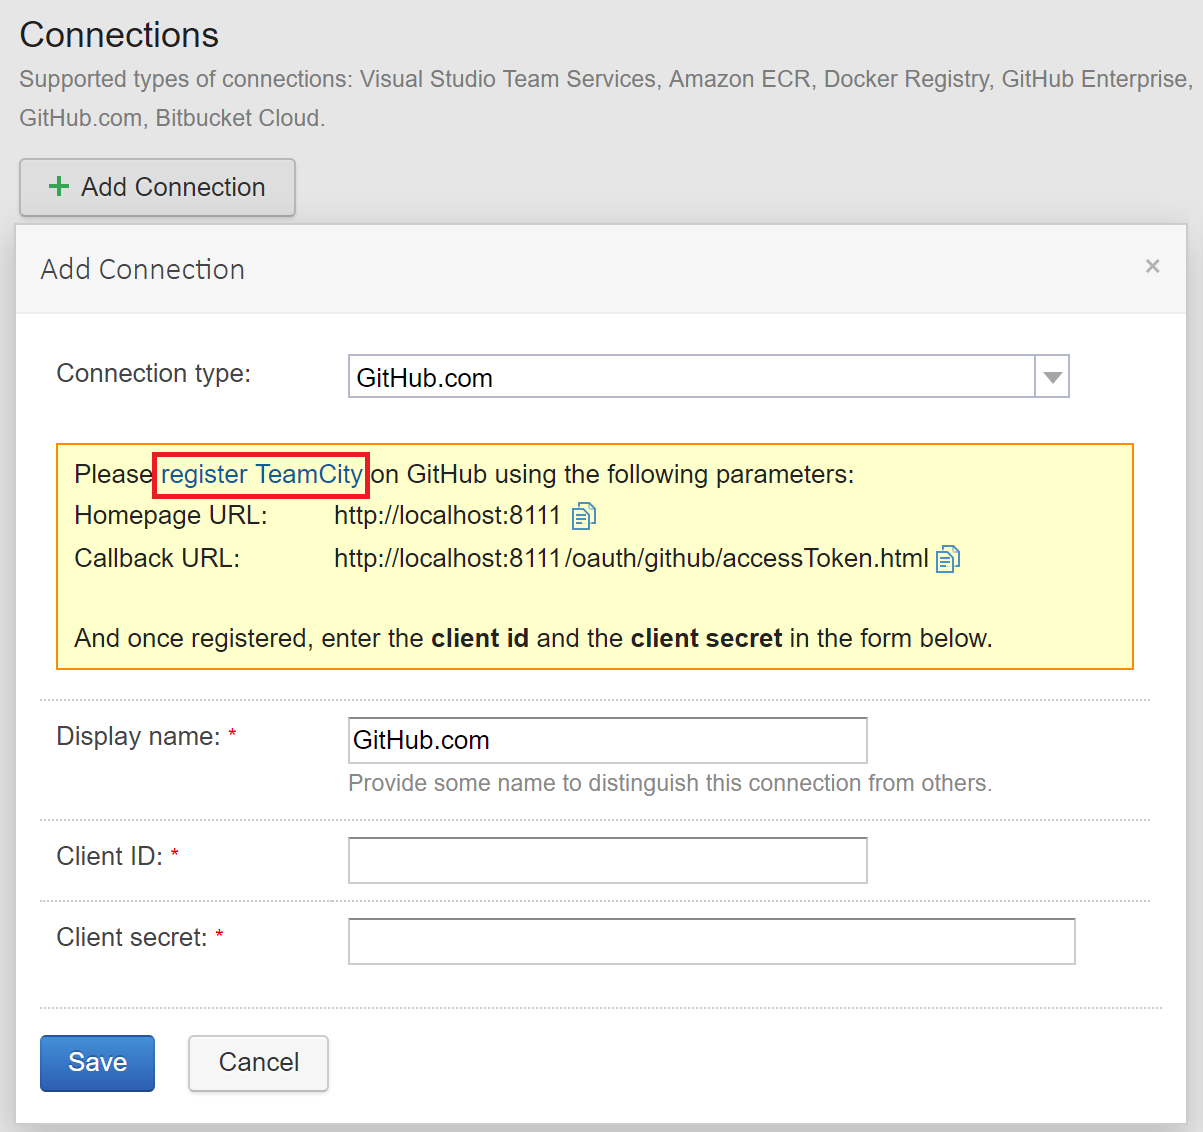 Connections
Supported types of connections: Visual Studio Team Services, Amazon ECR, Docker Registry, GitHub Enterprise,
GitHub.com, Bitbucket Cloud.
+ Add Connection
Add Connection ×
Connection type: GitHub.com
Please register TeamCity on GitHub using the following parameters:
Homepage URL: http://localhost:8111
Callback URL: http://localhost:8111/oauth/github/accessToken.html
And once registered, enter the client id and the client secret in the form below.
Display name: * GitHub.com
Provide some name to distinguish this connection from others.
Client ID: *
Client secret: *
Save Cancel